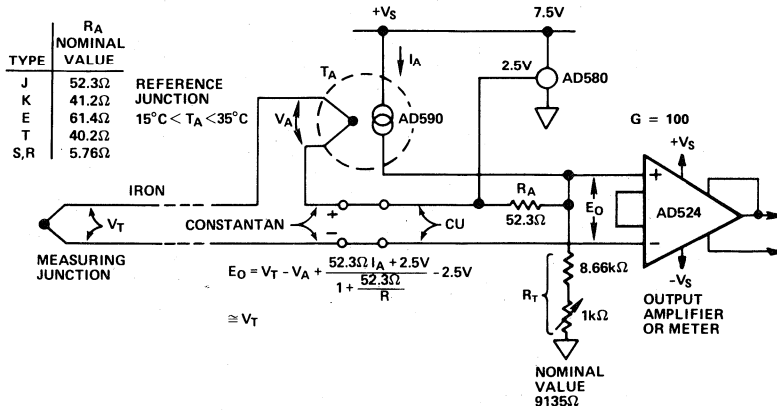 +VS
7.5V
RA
NOMINAL
TYPE VALUE
J 52.3Ω
K 41.2Ω
E 61.4Ω
T 40.2Ω
S,R 5.76Ω
REFERENCE
JUNCTION
15°C < TA < 35°C
TA
IA
VA
AD590
2.5V
AD580
G = 100
+VS
IRON
VT
CONSTANTAN
+
−
CU
RA
52.3Ω
EO
+
AD524
−
−VS
MEASURING
JUNCTION
EO = VT - VA + 52.3Ω IA + 2.5V / 1 + 52.3Ω / R - 2.5V
≅ VT
8.66kΩ
RT
1kΩ
OUTPUT
AMPLIFIER
OR METER
NOMINAL
VALUE
9135Ω